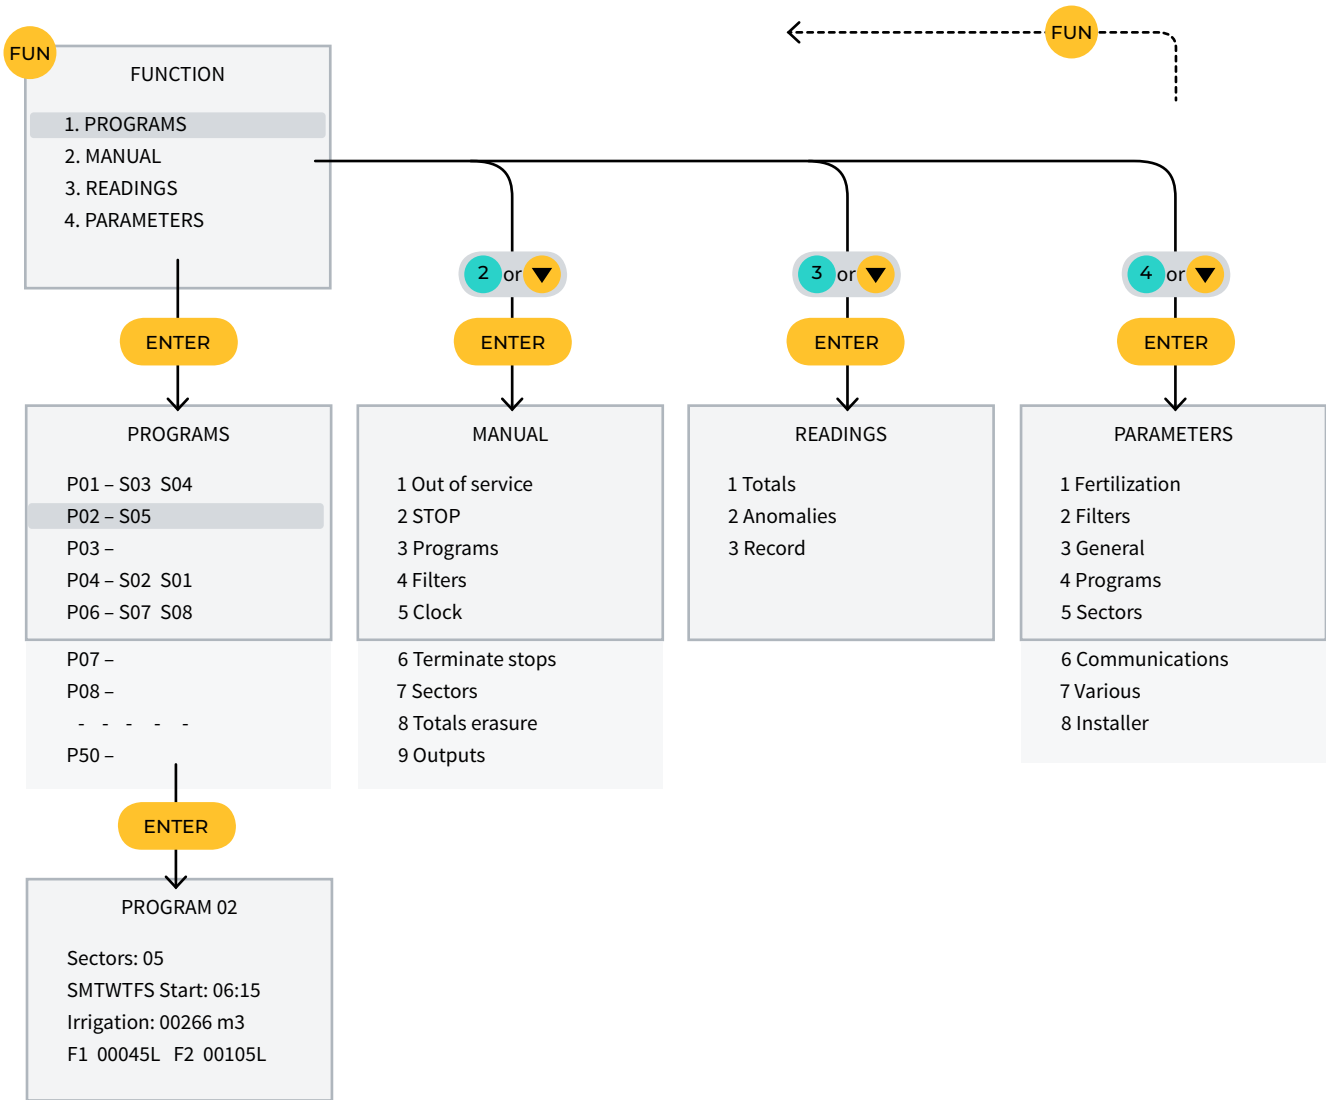 FUN
FUN
FUNCTION
1. PROGRAMS
2. MANUAL
3. READINGS
4. PARAMETERS
2 or
3 or
4 or
ENTER
ENTER
ENTER
ENTER
PROGRAMS
P01 – S03 S04
P02 – S05
P03 –
P04 – S02 S01
P06 – S07 S08
P07 –
P08 –
- - - - -
P50 –
MANUAL
1 Out of service
2 STOP
3 Programs
4 Filters
5 Clock
6 Terminate stops
7 Sectors
8 Totals erasure
9 Outputs
READINGS
1 Totals
2 Anomalies
3 Record
PARAMETERS
1 Fertilization
2 Filters
3 General
4 Programs
5 Sectors
6 Communications
7 Various
8 Installer
ENTER
PROGRAM 02
Sectors: 05
SMTWTFS Start: 06:15
Irrigation: 00266 m3
F1 00045L F2 00105L